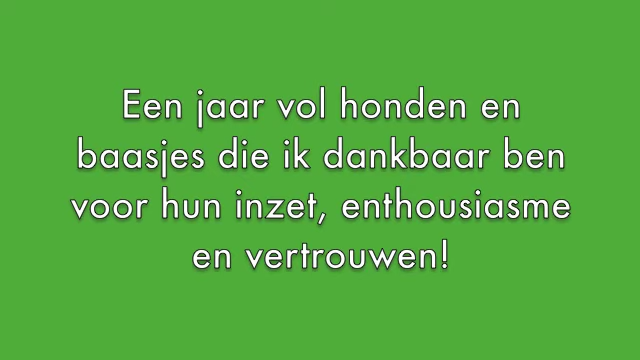 Een jaar vol honden en
baasjes die ik dankbaar ben
voor hun inzet, enthousiasme
en vertrouwen!